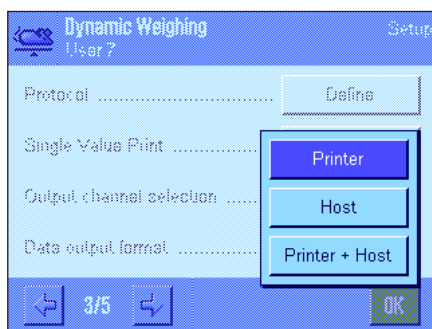 Dynamic Weighing
User 7
Setup
Protocol ............................ Define
Single Value Print
Printer
Output channel selection
Host
Data output format
Printer + Host
3/5
OK